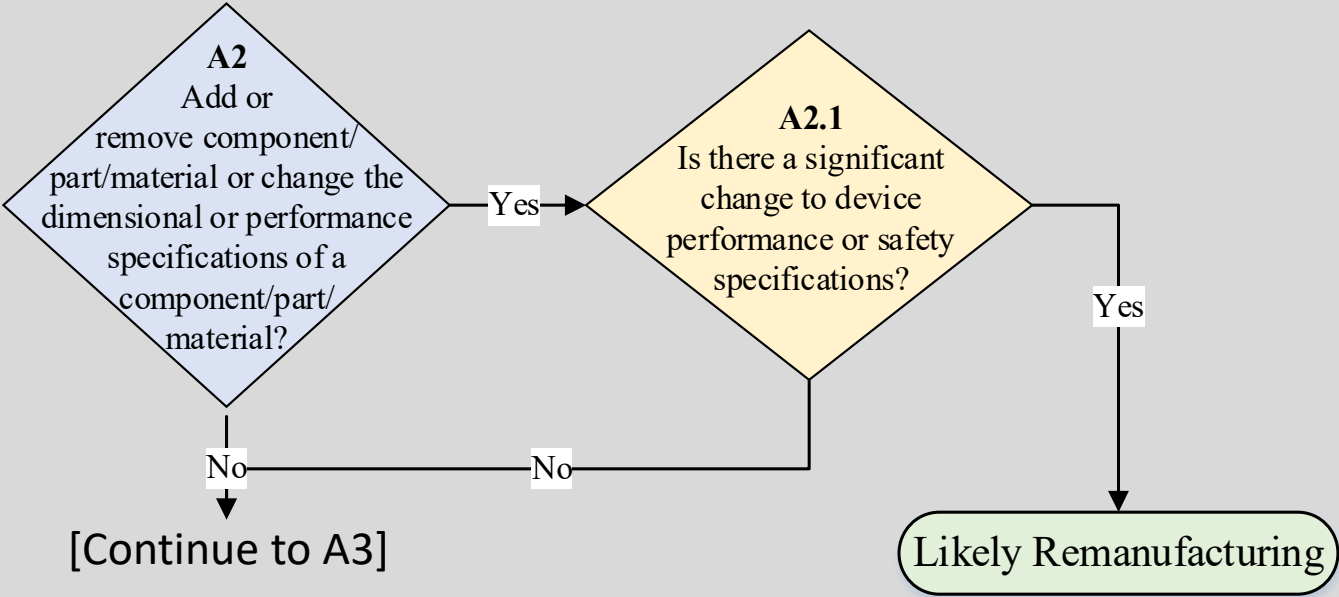 A2
Add or
remove component/
part/material or change the
dimensional or performance
specifications of a
component/part/
material?
Yes
A2.1
Is there a significant
change to device
performance or safety
specifications?
Yes
No
No
[Continue to A3]
Likely Remanufacturing